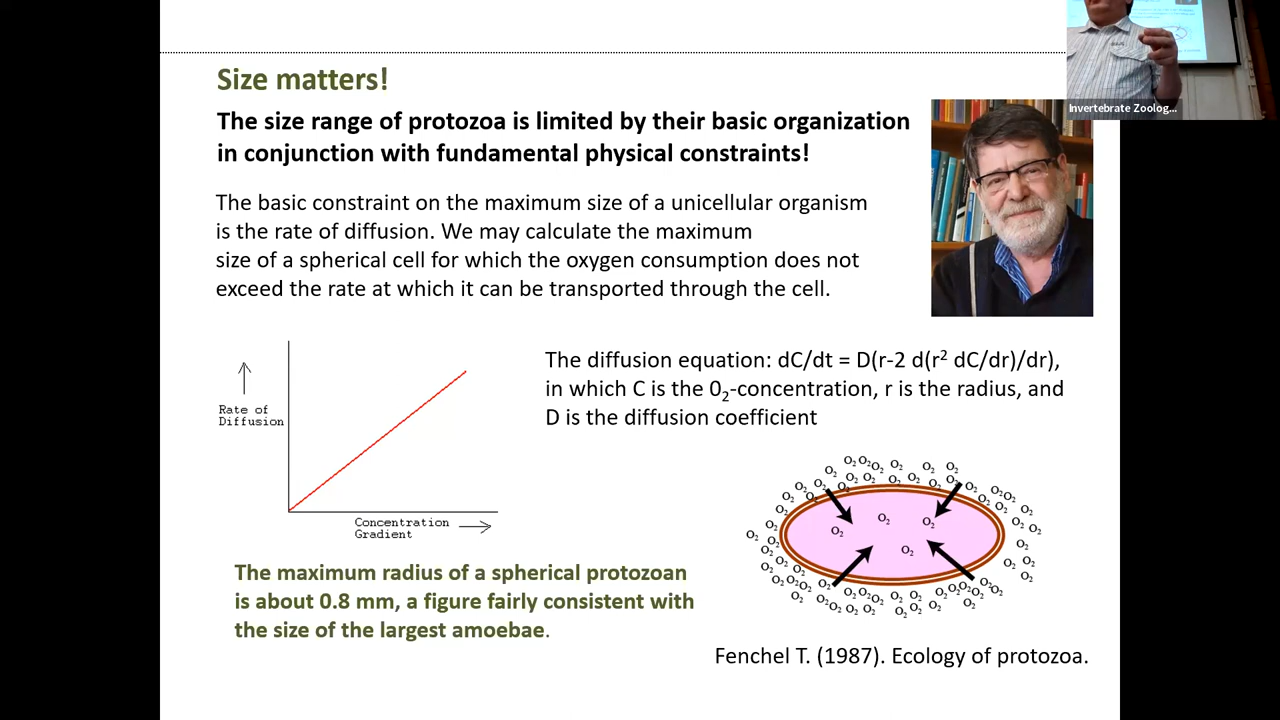 Size matters!
The size range of protozoa is limited by their basic organization
in conjunction with fundamental physical constraints!
The basic constraint on the maximum size of a unicellular organism
is the rate of diffusion. We may calculate the maximum
size of a spherical cell for which the oxygen consumption does not
exceed the rate at which it can be transported through the cell.
Invertebrate Zoolog...
Rate of
Diffusion
Concentration
Gradient
The diffusion equation: dC/dt = D(r-2 d(r² dC/dr)/dr),
in which C is the 0₂-concentration, r is the radius, and
D is the diffusion coefficient
O₂ O₂ O₂ O₂
The maximum radius of a spherical protozoan
is about 0.8 mm, a figure fairly consistent with
the size of the largest amoebae.
Fenchel T. (1987). Ecology of protozoa.